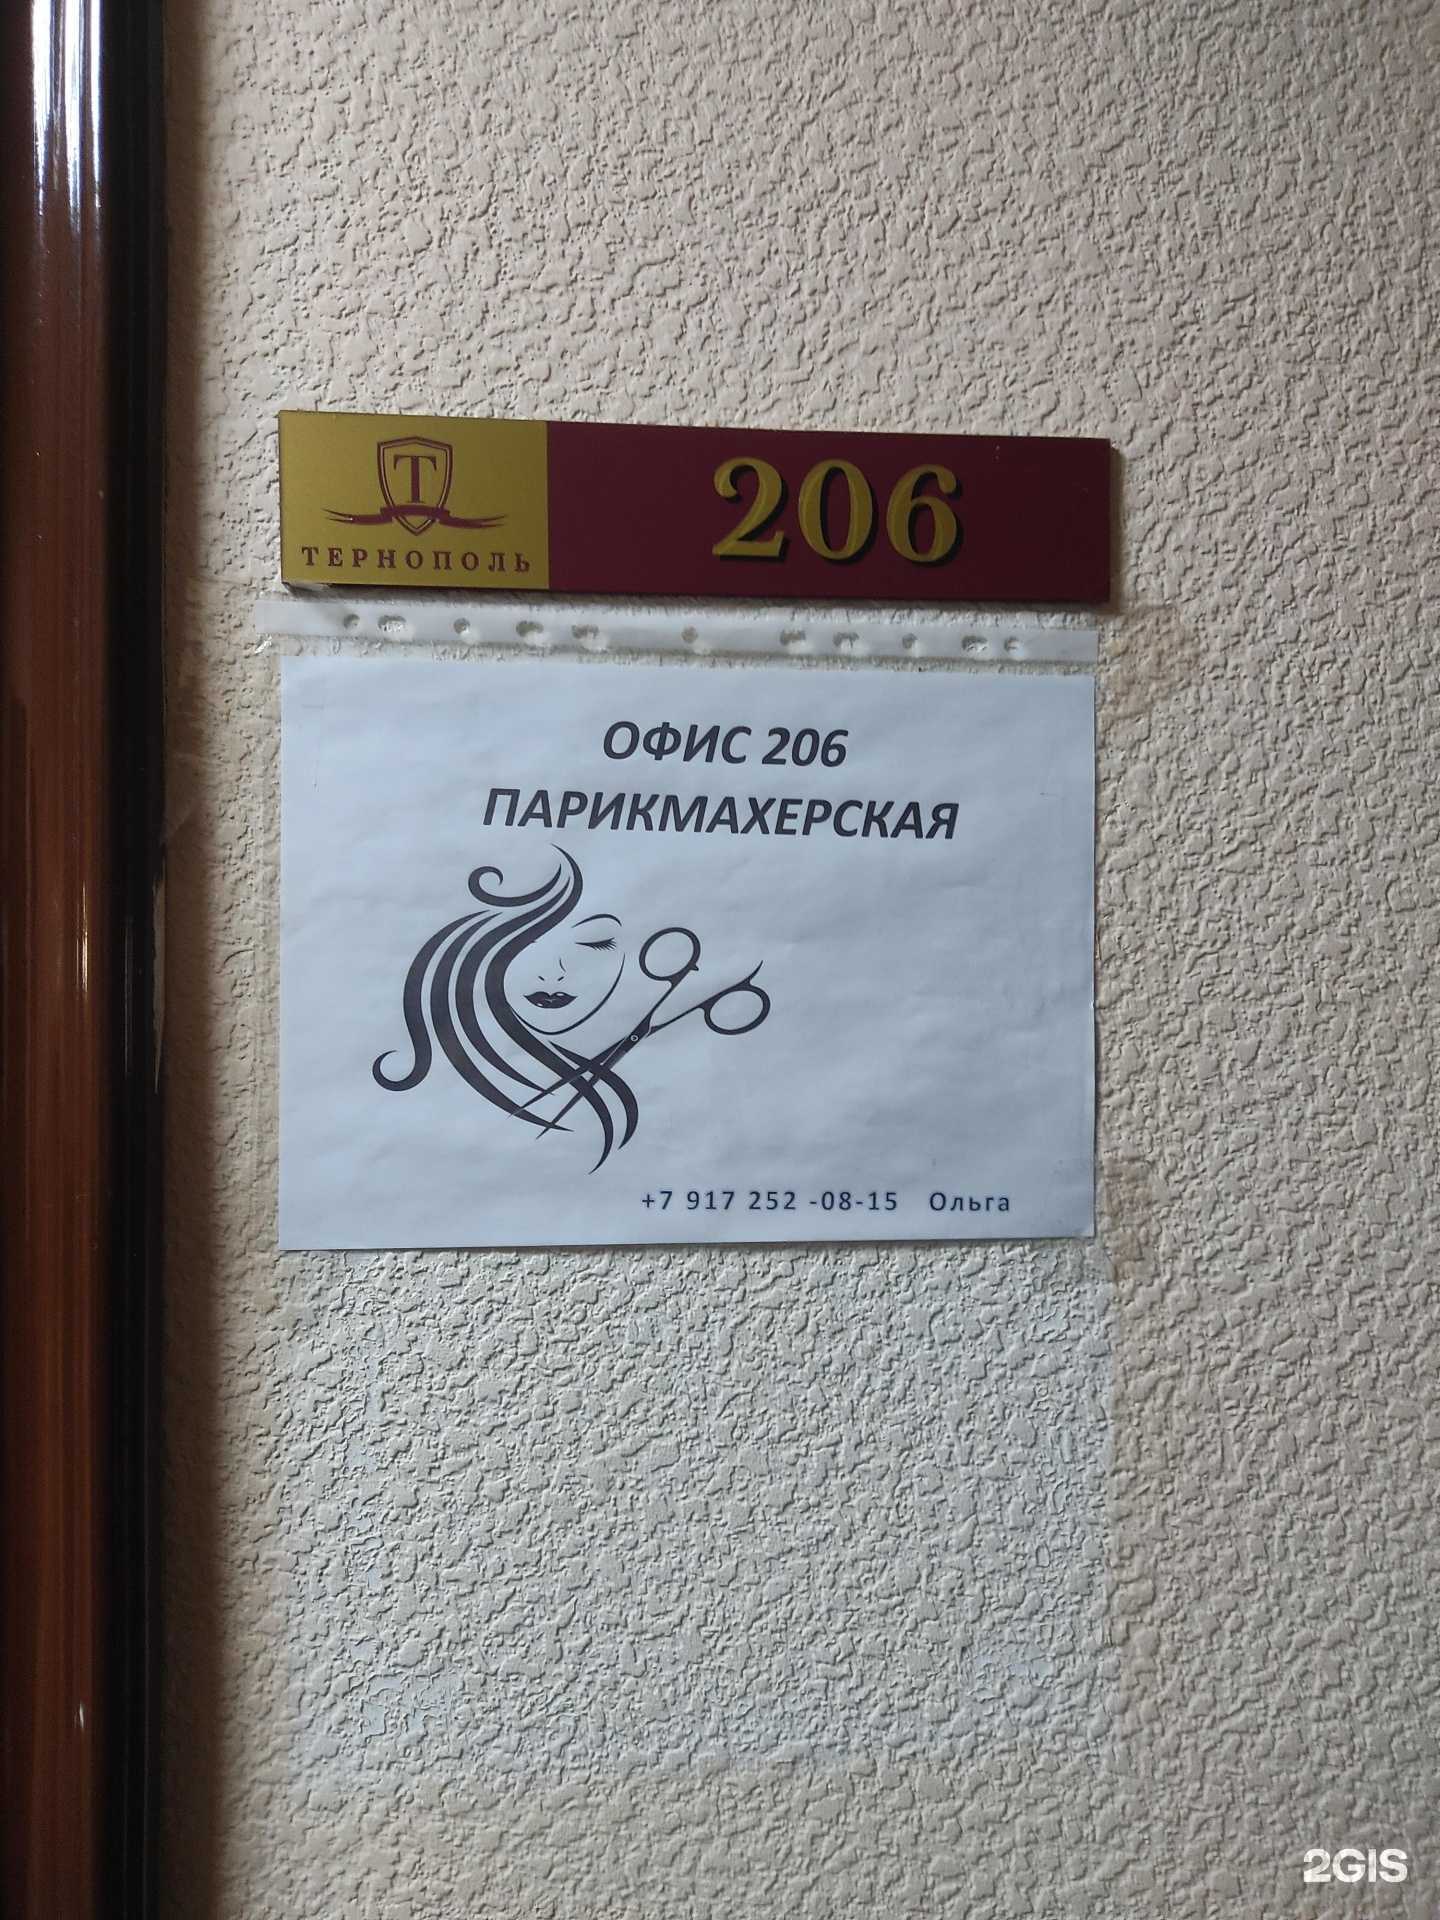 Т
ТЕРНОПОЛЬ
206
ОФИС 206
ПАРИКМАХЕРСКАЯ
+7 917 252 -08-15 Ольга
2GIS